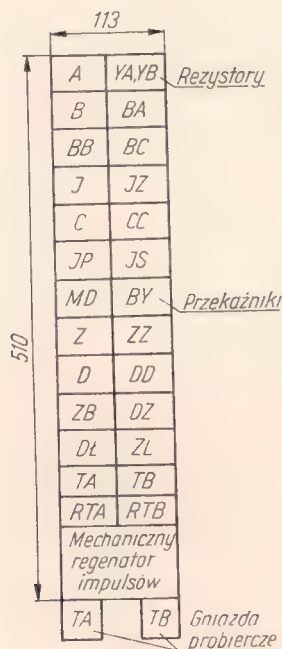 113
A YA,YB Rezystory
B BA
BB BC
J JZ
C CC
JP JS
MD BY Przekaźniki
510
Z ZZ
D DD
ZB DZ
DŁ ZL
TA TB
RTA RTB
Mechaniczny
regenator
impulsów
TA TB Gniazda
probiercze